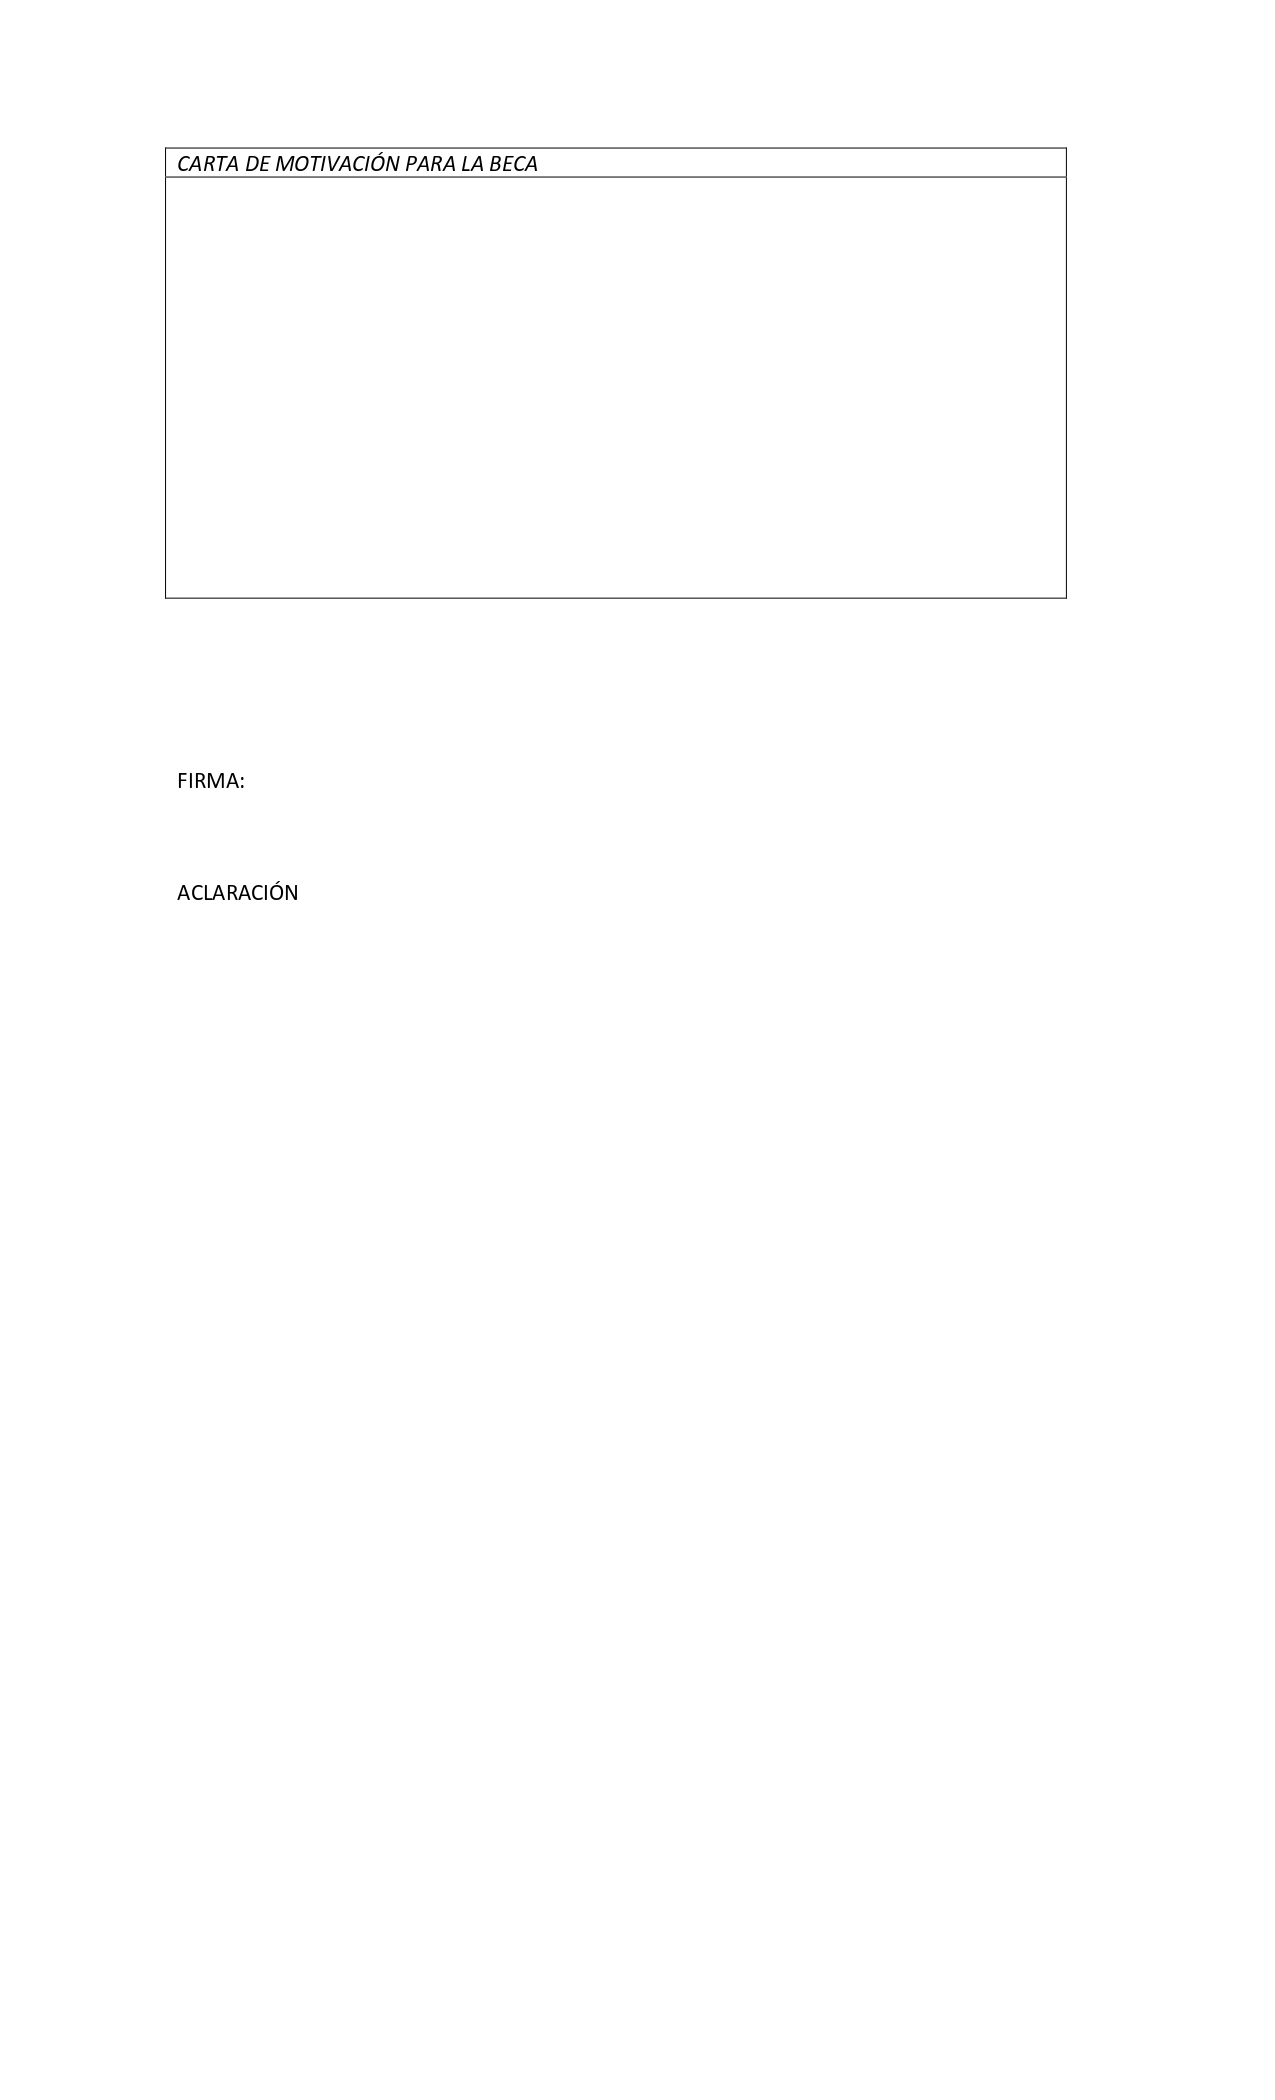 CARTA DE MOTIVACIÓN PARA LA BECA
FIRMA:
ACLARACIÓN